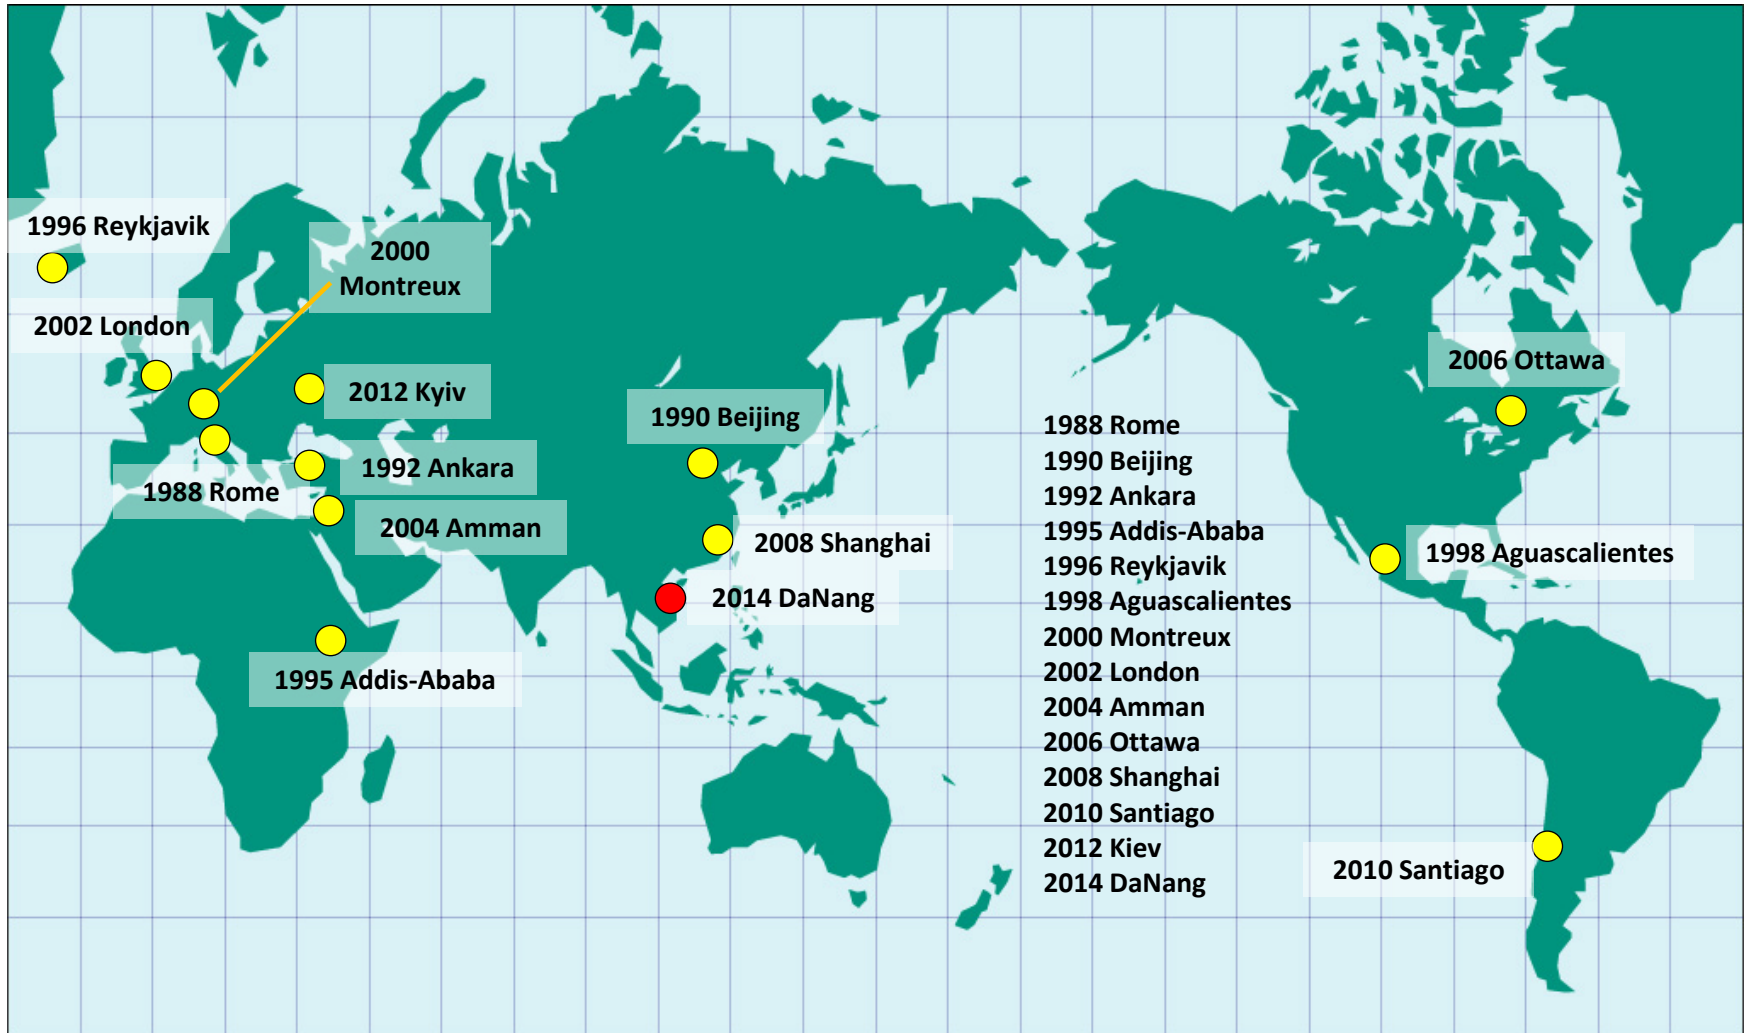 1996 Reykjavik
2000
Montreux
2002 London
2006 Ottawa
2012 Kyiv
1990 Beijing
1992 Ankara
1988 Rome
2004 Amman
2008 Shanghai
1998 Aguascalientes
2014 DaNang
1995 Addis-Ababa
2010 Santiago
1988 Rome
1990 Beijing
1992 Ankara
1995 Addis-Ababa
1996 Reykjavik
1998 Aguascalientes
2000 Montreux
2002 London
2004 Amman
2006 Ottawa
2008 Shanghai
2010 Santiago
2012 Kiev
2014 DaNang